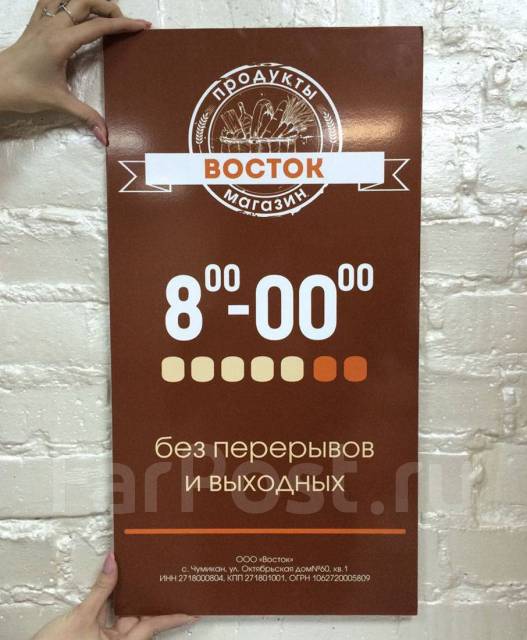 продукты
ВОСТОК
магазин
8⁰⁰-00⁰⁰
без перерывов
и выходных
FarPost.ru
ООО «Восток»
с. Чумикан, ул. Октябрьская дом№60, кв.1
ИНН 2718000804, КПП 271801001, ОГРН 1062720005809